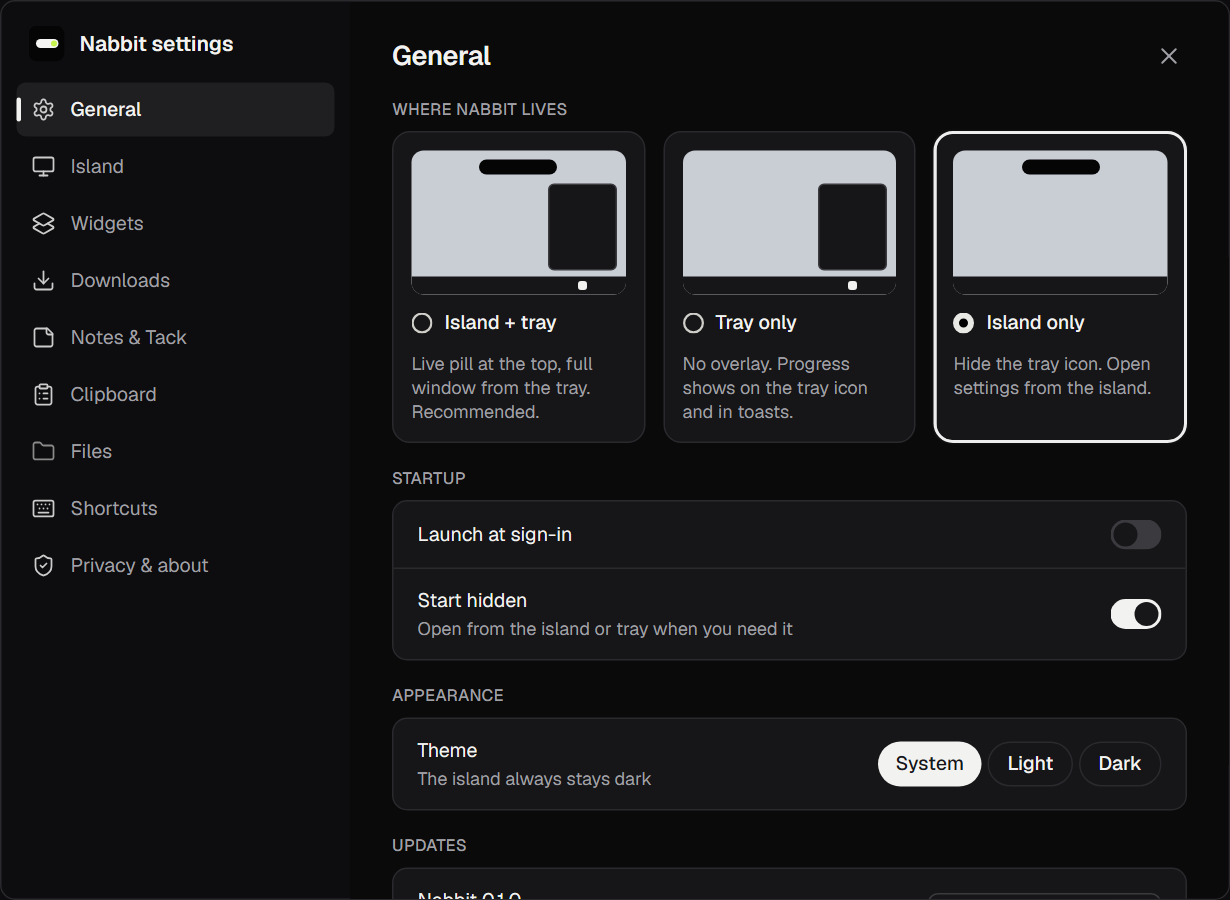 Nabbit settings
General
Island
Widgets
Downloads
Notes & Tack
Clipboard
Files
Shortcuts
Privacy & about
General
WHERE NABBIT LIVES
Island + tray
Live pill at the top, full
window from the tray.
Recommended.
Tray only
No overlay. Progress
shows on the tray icon
and in toasts.
Island only
Hide the tray icon. Open
settings from the island.
STARTUP
Launch at sign-in
Start hidden
Open from the island or tray when you need it
APPEARANCE
Theme
The island always stays dark
System
Light
Dark
UPDATES
Nabbit 0.1.0